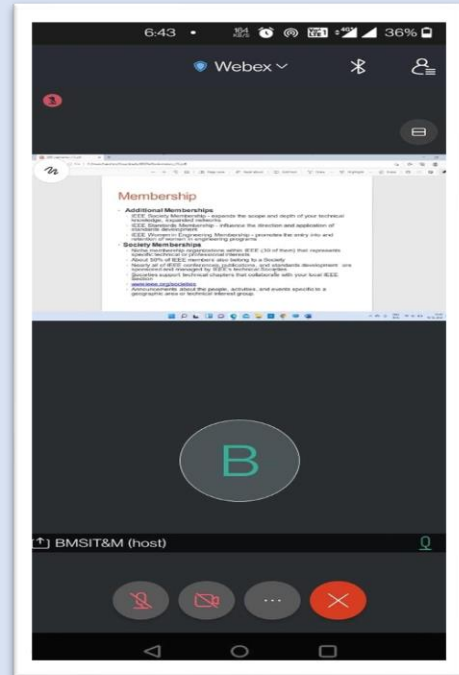 6:43 • 164 KB/S 4G 36%
Webex
Membership
Additional Memberships
IEEE Society Membership - expands the scope and depth of your technical
knowledge, expanded networks
IEEE Standards Membership - influence the direction and application of
standards development
IEEE Women in Engineering Membership - promotes the entry into and
retention of women in engineering programs
Society Memberships
Niche membership organizations within IEEE (39 of them) that represents
specific technical or professional interests
About 50% of IEEE members also belong to a Society
Nearly all of IEEE conferences, publications, and standards development are
sponsored and managed by IEEE's technical Societies
Societies support technical chapters that collaborate with your local IEEE
section
www.ieee.org/societies
Announcements about the people, activities, and events specific to a
geographic area or technical interest group.
B
BMSIT&M (host)